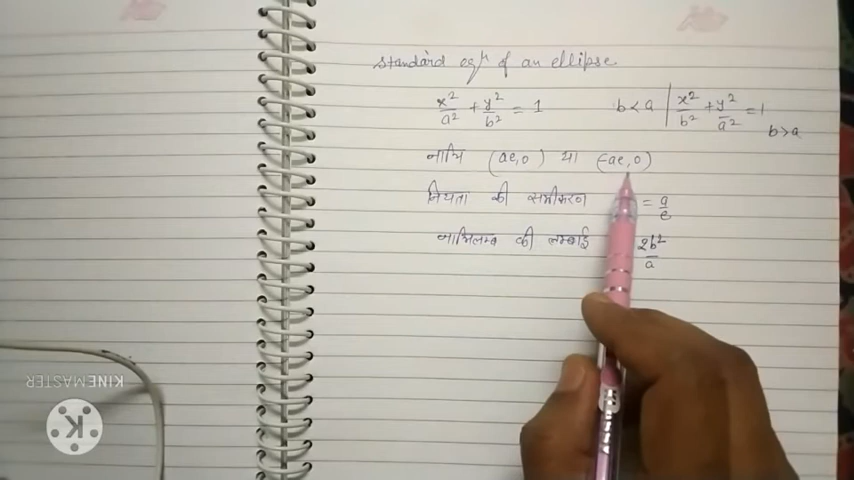 standard eqⁿ of an ellipse
x²/a² + y²/b² = 1 b < a | x²/b² + y²/a² = 1
b > a
नाभि (ae, 0) या (-ae, 0)
नियता की समीकरण = a/e
नाभिलम्ब की लम्बाई 2b²/a
KINEMASTER
K